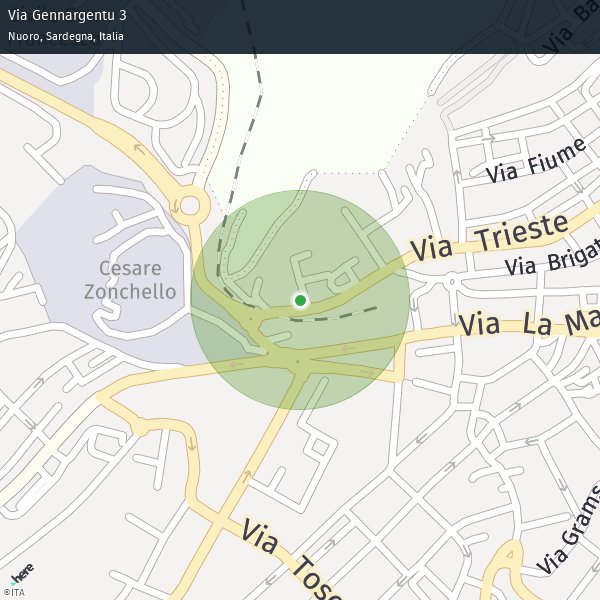 Via Gennargentu 3
Nuoro, Sardegna, Italia
Via Ba
Via Fiume
Via Trieste
Via Brigat
Cesare
Zonchello
Via La Ma
Via Grams
Via Tosc
here
©ITA